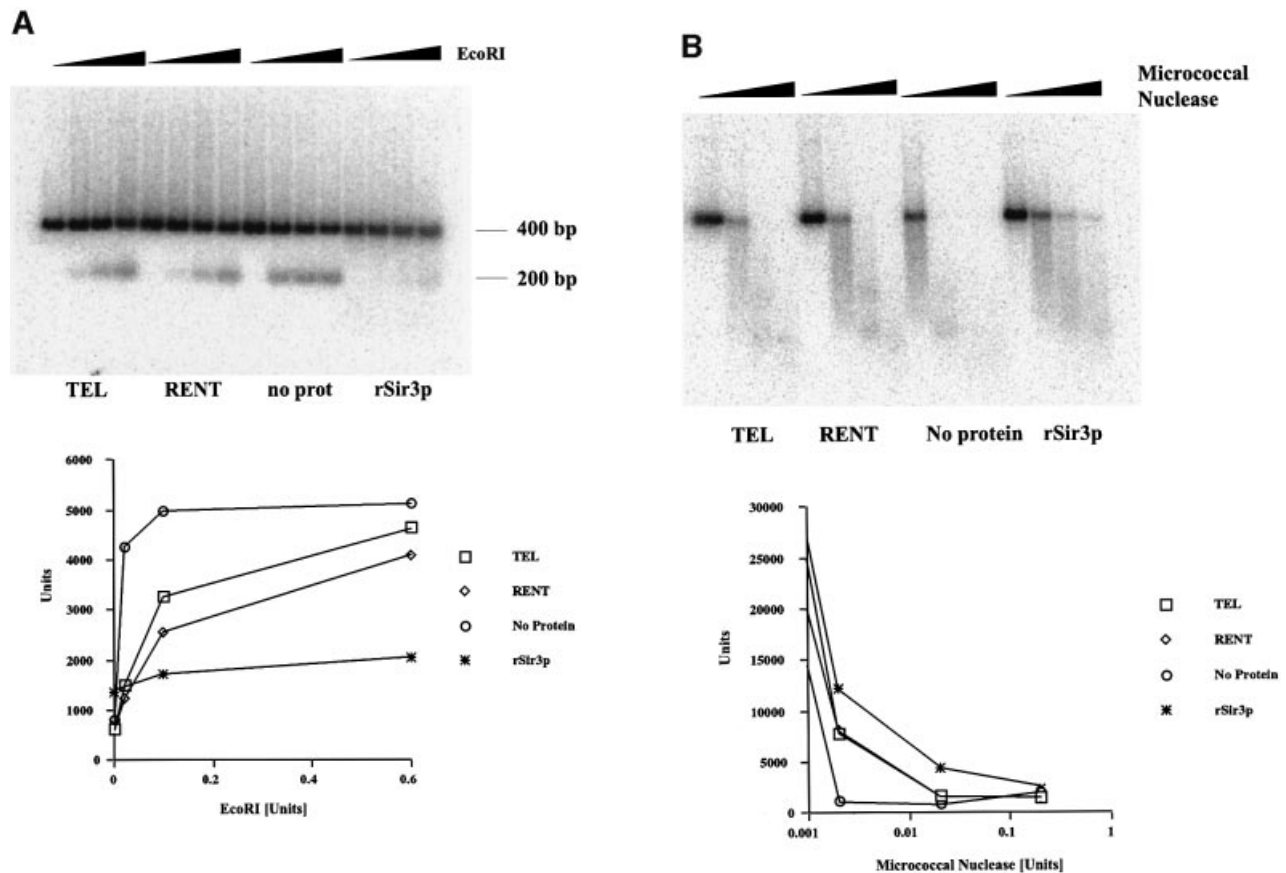 A
EcoRI
400 bp
200 bp
TEL RENT no prot rSir3p
6000
5000
4000
3000
2000
1000
0
Units
0 0.2 0.4 0.6
EcoRI [Units]
TEL
RENT
No Protein
rSir3p
B
Micrococcal
Nuclease
TEL RENT No protein rSir3p
30000
25000
20000
15000
10000
5000
0
Units
0.001 0.01 0.1 1
Micrococcal Nuclease [Units]
TEL
RENT
No Protein
rSir3p